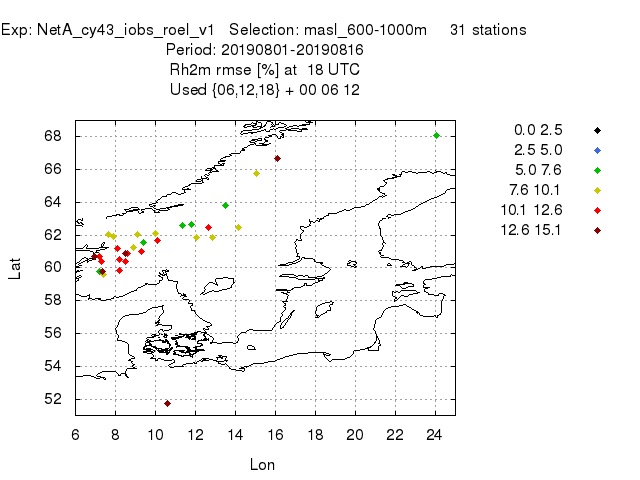 Exp: NetA_cy43_iobs_roel_v1 Selection: masl_600-1000m 31 stations
Period: 20190801-20190816
Rh2m rmse [%] at 18 UTC
Used {06,12,18} + 00 06 12
68
66
64
62
60
58
56
54
52
Lat
6 8 10 12 14 16 18 20 22 24
Lon
0.0 2.5
2.5 5.0
5.0 7.6
7.6 10.1
10.1 12.6
12.6 15.1